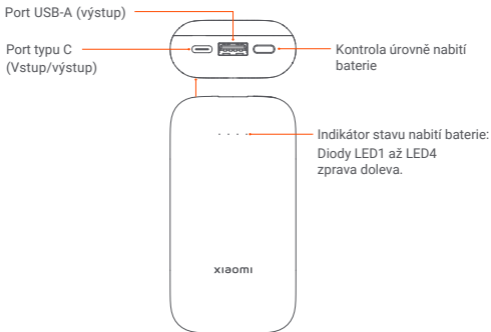 Port USB-A (výstup)
Port typu C
(Vstup/výstup)
Kontrola úrovně nabití
baterie
Indikátor stavu nabití baterie:
Diody LED1 až LED4
zprava doleva.
xiaomi